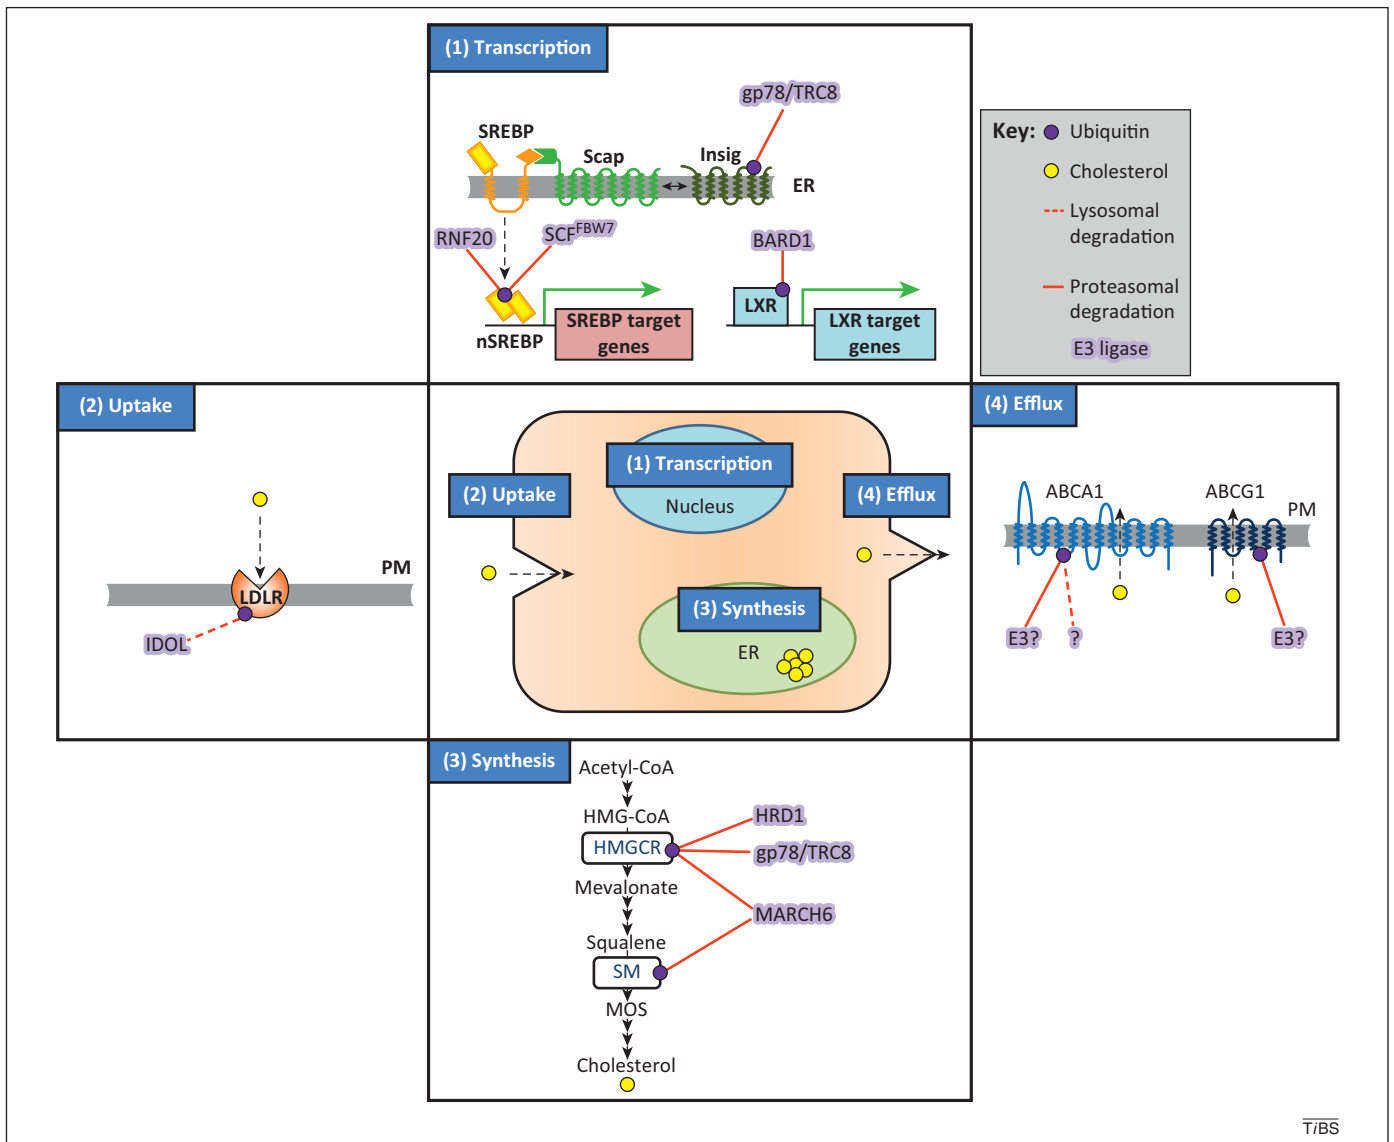 (1) Transcription
gp78/TRC8
SREBP
Scap
Insig
ER
RNF20
SCFFBW7
BARD1
LXR
nSREBP
SREBP target
genes
LXR target
genes
Key:
Ubiquitin
Cholesterol
Lysosomal
degradation
Proteasomal
degradation
E3 ligase
(2) Uptake
PM
LDLR
IDOL
(1) Transcription
Nucleus
(2) Uptake
(4) Efflux
(3) Synthesis
ER
(4) Efflux
ABCA1
ABCG1
PM
E3?
?
E3?
(3) Synthesis
Acetyl-CoA
HMG-CoA
HMGCR
Mevalonate
Squalene
SM
MOS
Cholesterol
HRD1
gp78/TRC8
MARCH6
TiBS